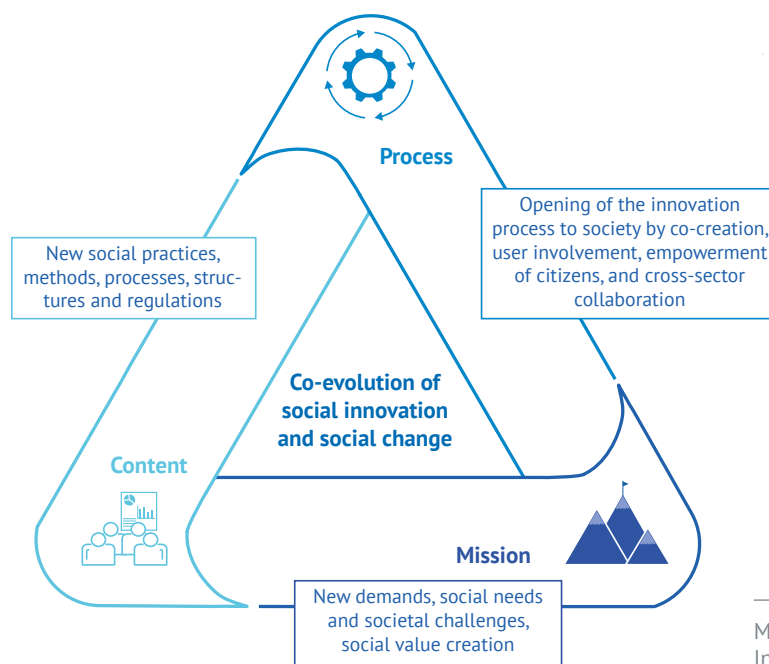 Process
Opening of the innovation
process to society by co-creation,
user involvement, empowerment
of citizens, and cross-sector
collaboration
New social practices,
methods, processes, struc-
tures and regulations
Co-evolution of
social innovation
and social change
Content
Mission
New demands, social needs
and societal challenges,
social value creation